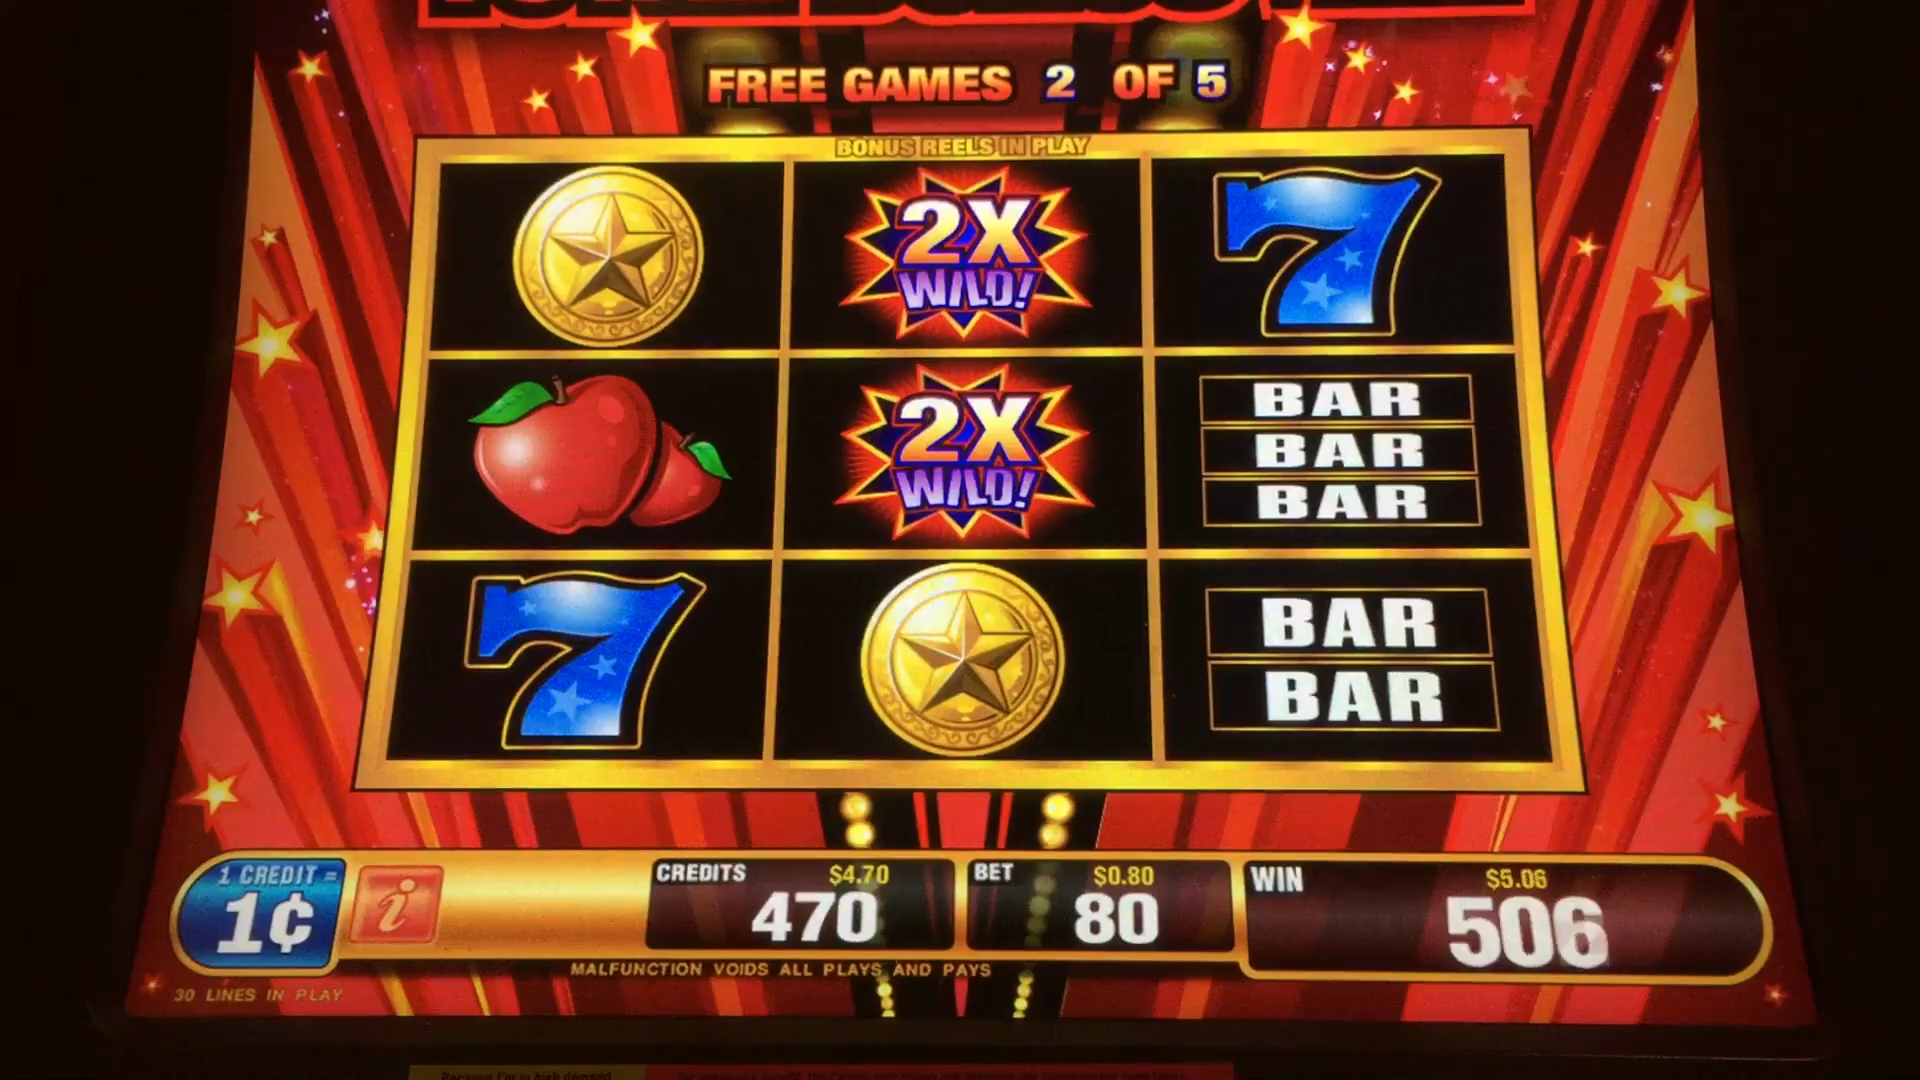 FREE GAMES 2 OF 5
BONUS REELS IN PLAY
2X
WILD!
7
2X
WILD!
BAR
BAR
BAR
7
BAR
BAR
1 CREDIT =
1¢
i
CREDITS $4.70
470
BET $0.80
80
WIN $5.06
506
MALFUNCTION VOIDS ALL PLAYS AND PAYS
30 LINES IN PLAY